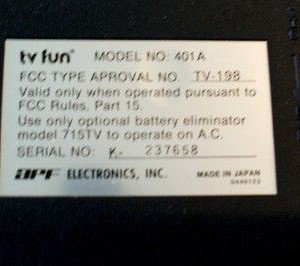 tv fun® MODEL NO: 401A
FCC TYPE APROVAL NO. TV-198
Valid only when operated pursuant to
FCC Rules, Part 15.
Use only optional battery eliminator
model 715TV to operate on A.C.
SERIAL NO: K- 237658
APF ELECTRONICS, INC. MADE IN JAPAN